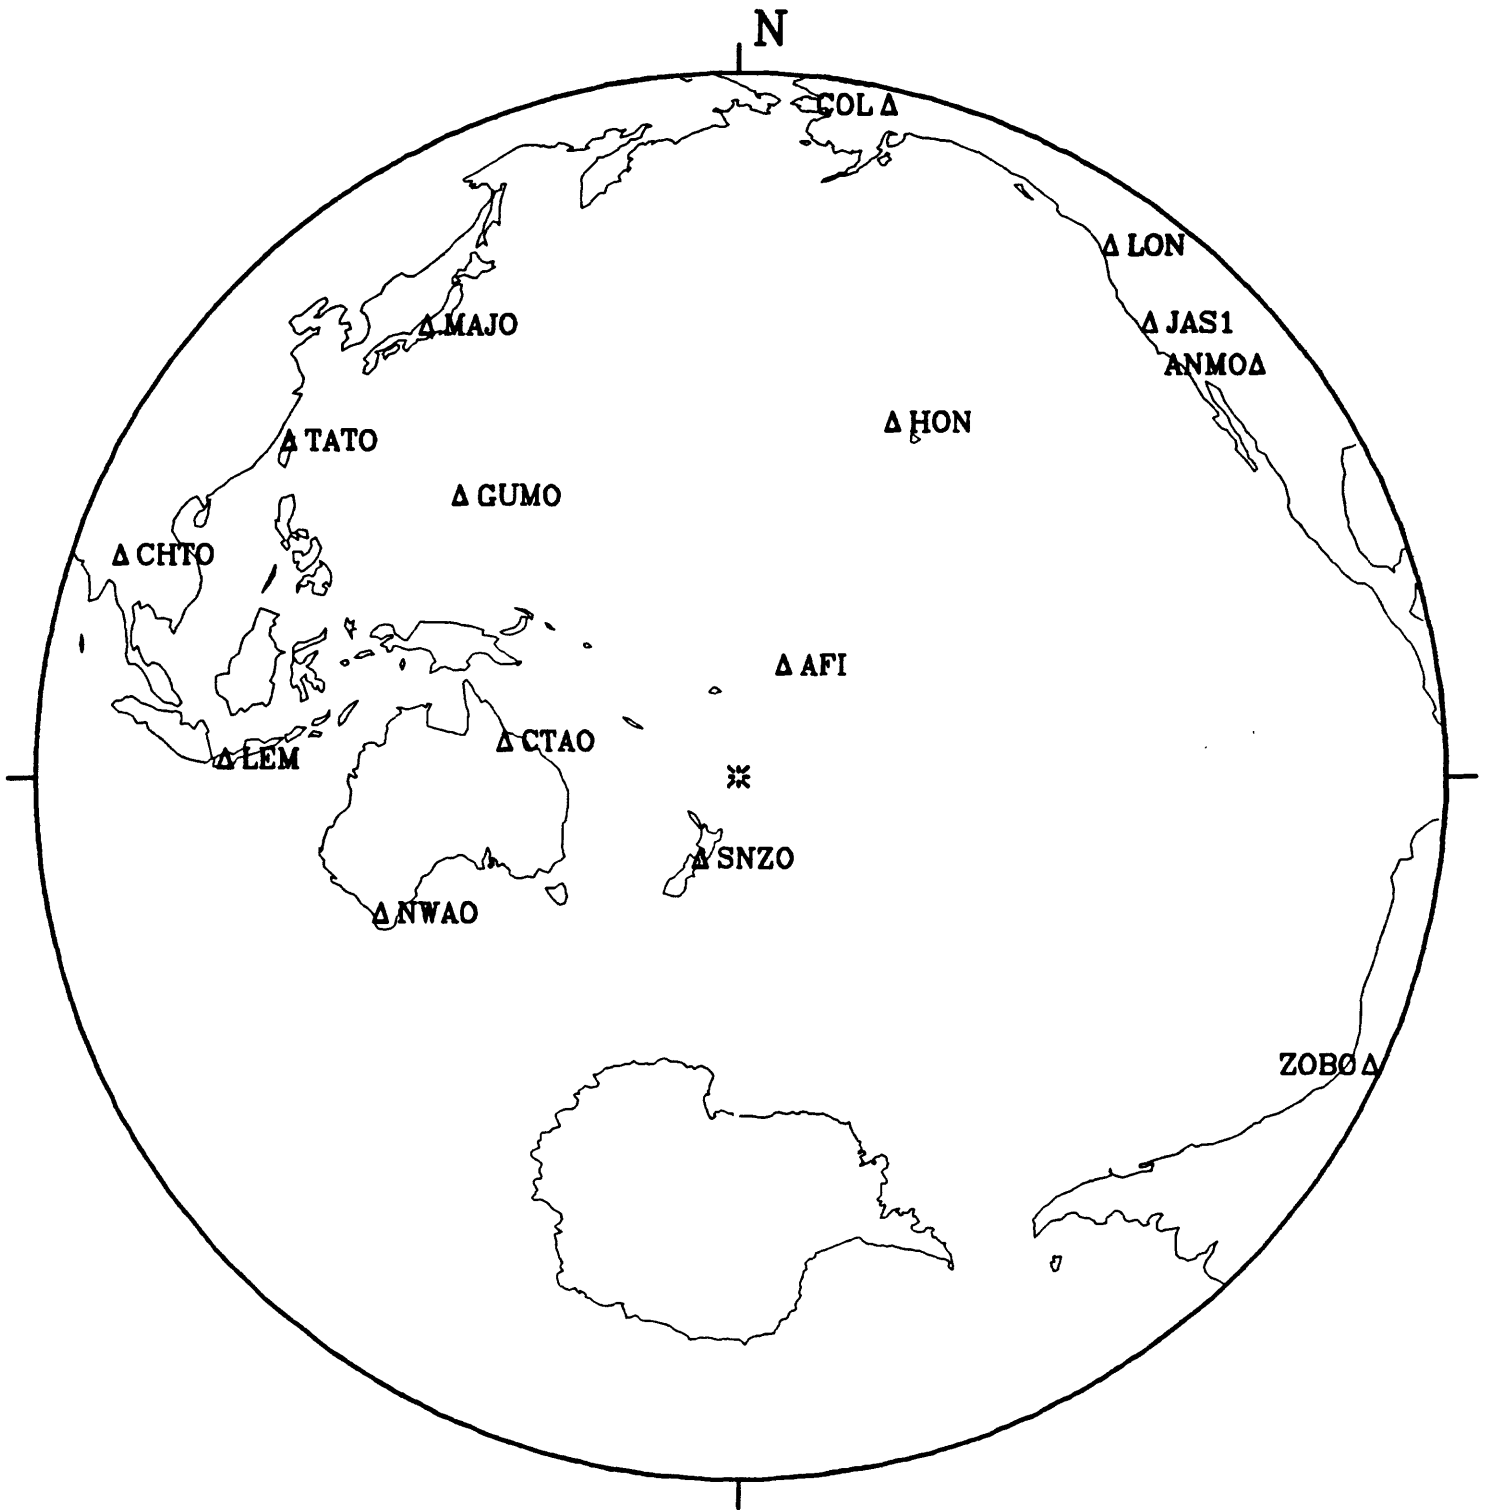 N
COL
LON
MAJO
JAS1
ANMO
HON
TATO
GUMO
CHTO
AFI
CTAO
LEM
SNZO
NWAO
ZOBO